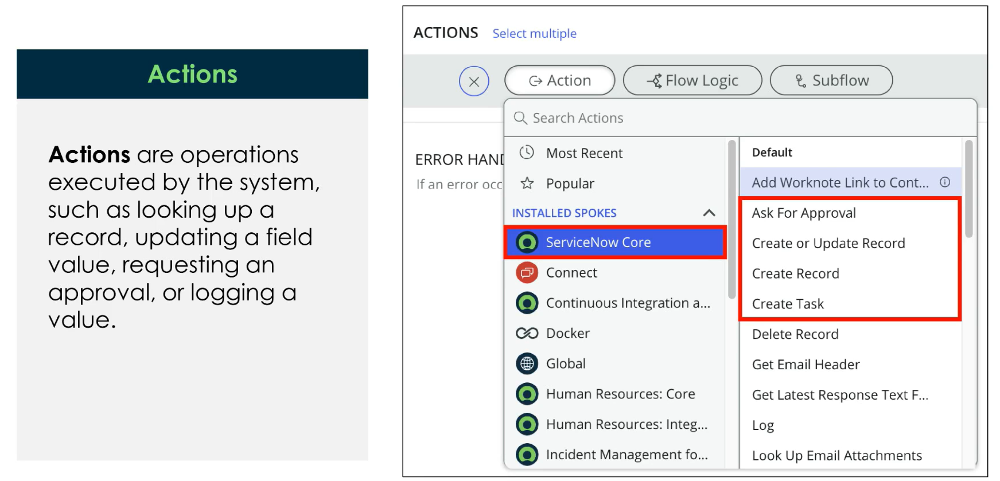 Actions
Actions are operations
executed by the system,
such as looking up a
record, updating a field
value, requesting an
approval, or logging a
value.
ACTIONS Select multiple
Action Flow Logic Subflow
Search Actions
ERROR HAND
If an error occ
Most Recent
Popular
INSTALLED SPOKES
ServiceNow Core
Connect
Continuous Integration a...
Docker
Global
Human Resources: Core
Human Resources: Integ...
Incident Management fo...
Default
Add Worknote Link to Cont...
Ask For Approval
Create or Update Record
Create Record
Create Task
Delete Record
Get Email Header
Get Latest Response Text F...
Log
Look Up Email Attachments